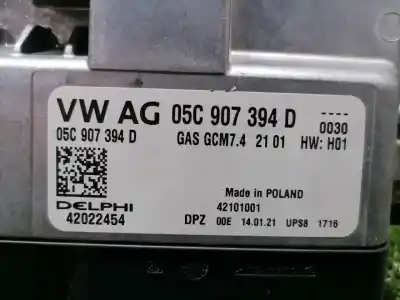 VW AG 05C 907 394 D ----
0030
05C 907 394 D GAS GCM7.4 21 01 HW: H01
Made in POLAND
DELPHI 42101001
42022454 DPZ 00E 14.01.21 UPS8 1716